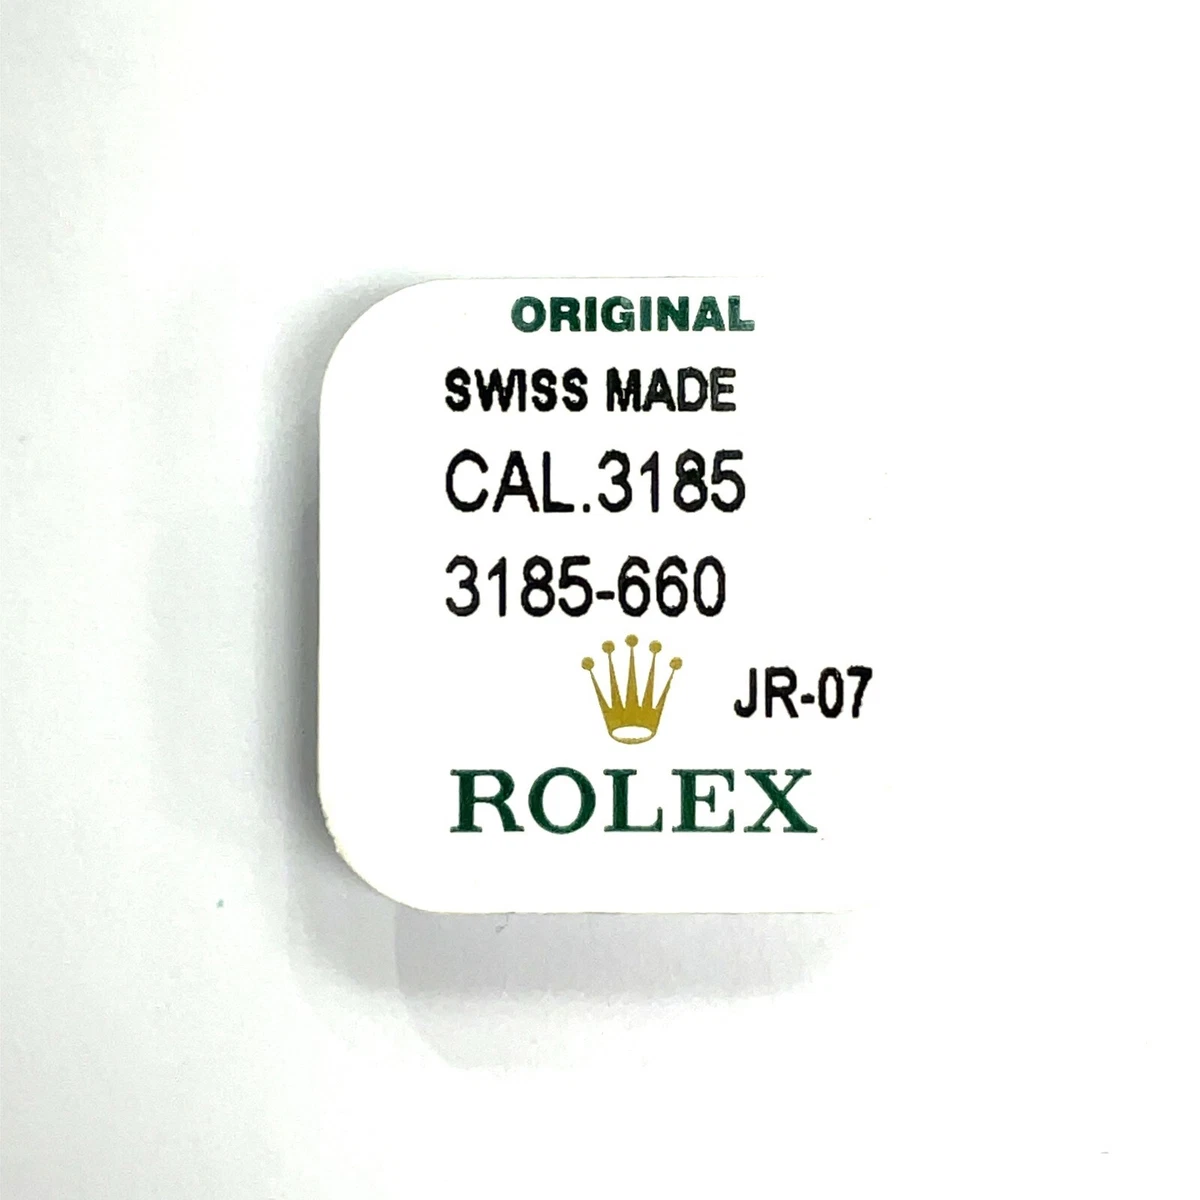 ORIGINAL
SWISS MADE
CAL.3185
3185-660
JR-07
ROLEX